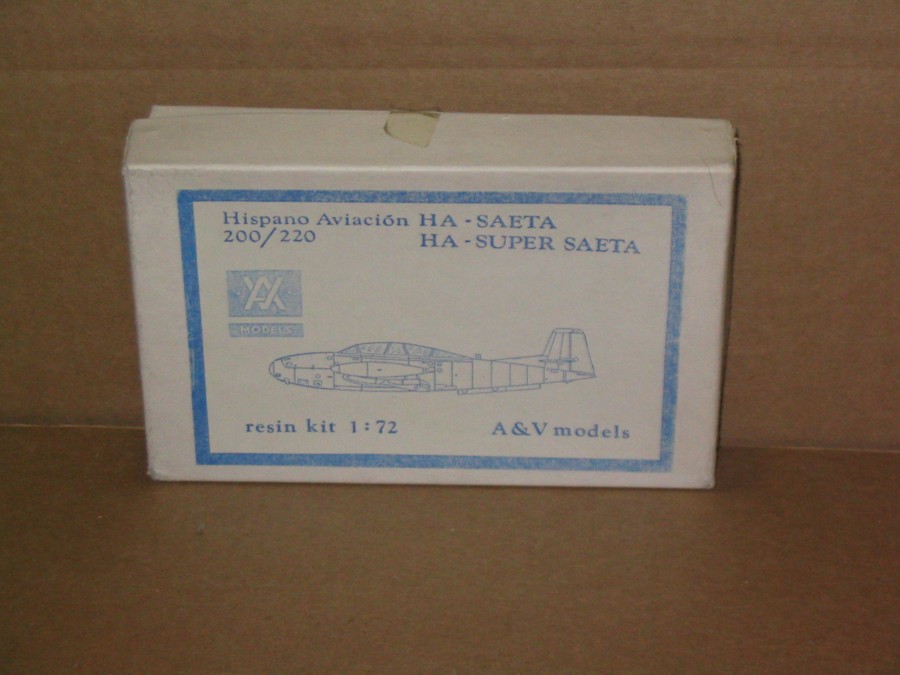 Hispano Aviación HA - SAETA
200/220 HA - SUPER SAETA
MODELS
resin kit 1:72 A&V models